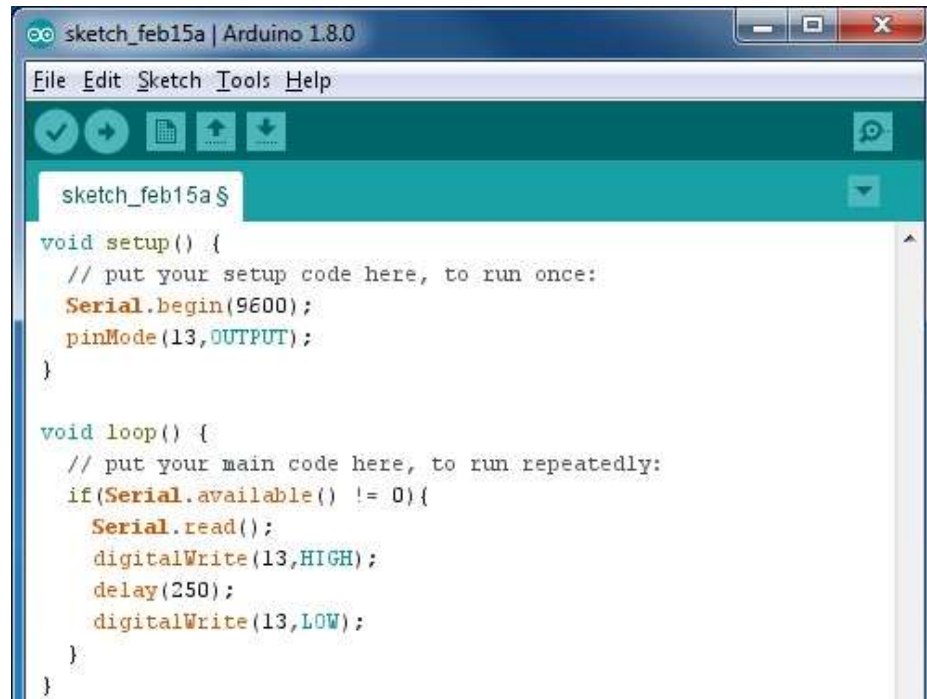 sketch_feb15a | Arduino 1.8.0
File Edit Sketch Tools Help
sketch_feb15a §
void setup() {
  // put your setup code here, to run once:
  Serial.begin(9600);
  pinMode(13,OUTPUT);
}

void loop() {
  // put your main code here, to run repeatedly:
  if(Serial.available() != 0){
    Serial.read();
    digitalWrite(13,HIGH);
    delay(250);
    digitalWrite(13,LOW);
  }
}